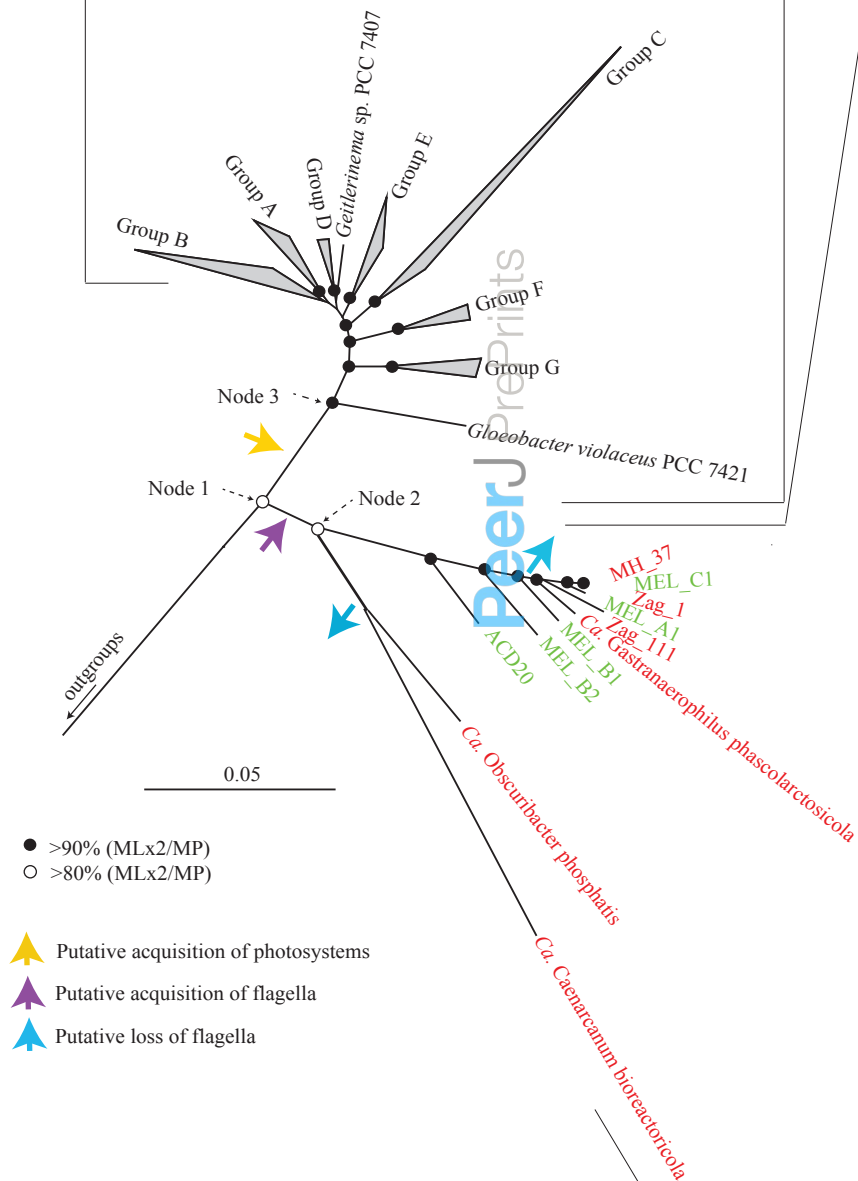 Group C
Geitlerinema sp. PCC 7407
Group E
Group D
Group A
Group B
Group F
Group G
Node 3
Gloeobacter violaceus PCC 7421
Node 1
Node 2
PeerJ PrePrints
MH_37
MEL_C1
Zag_1
MEL_A1
Zag_111
Ca. Gastranaerophilus phascolarctosicola
MEL_B1
MEL_B2
ACD20
outgroups
Ca. Obscuribacter phosphatis
0.05
>90% (MLx2/MP)
>80% (MLx2/MP)
Ca. Caenarcanum bioreactoricola
Putative acquisition of photosystems
Putative acquisition of flagella
Putative loss of flagella